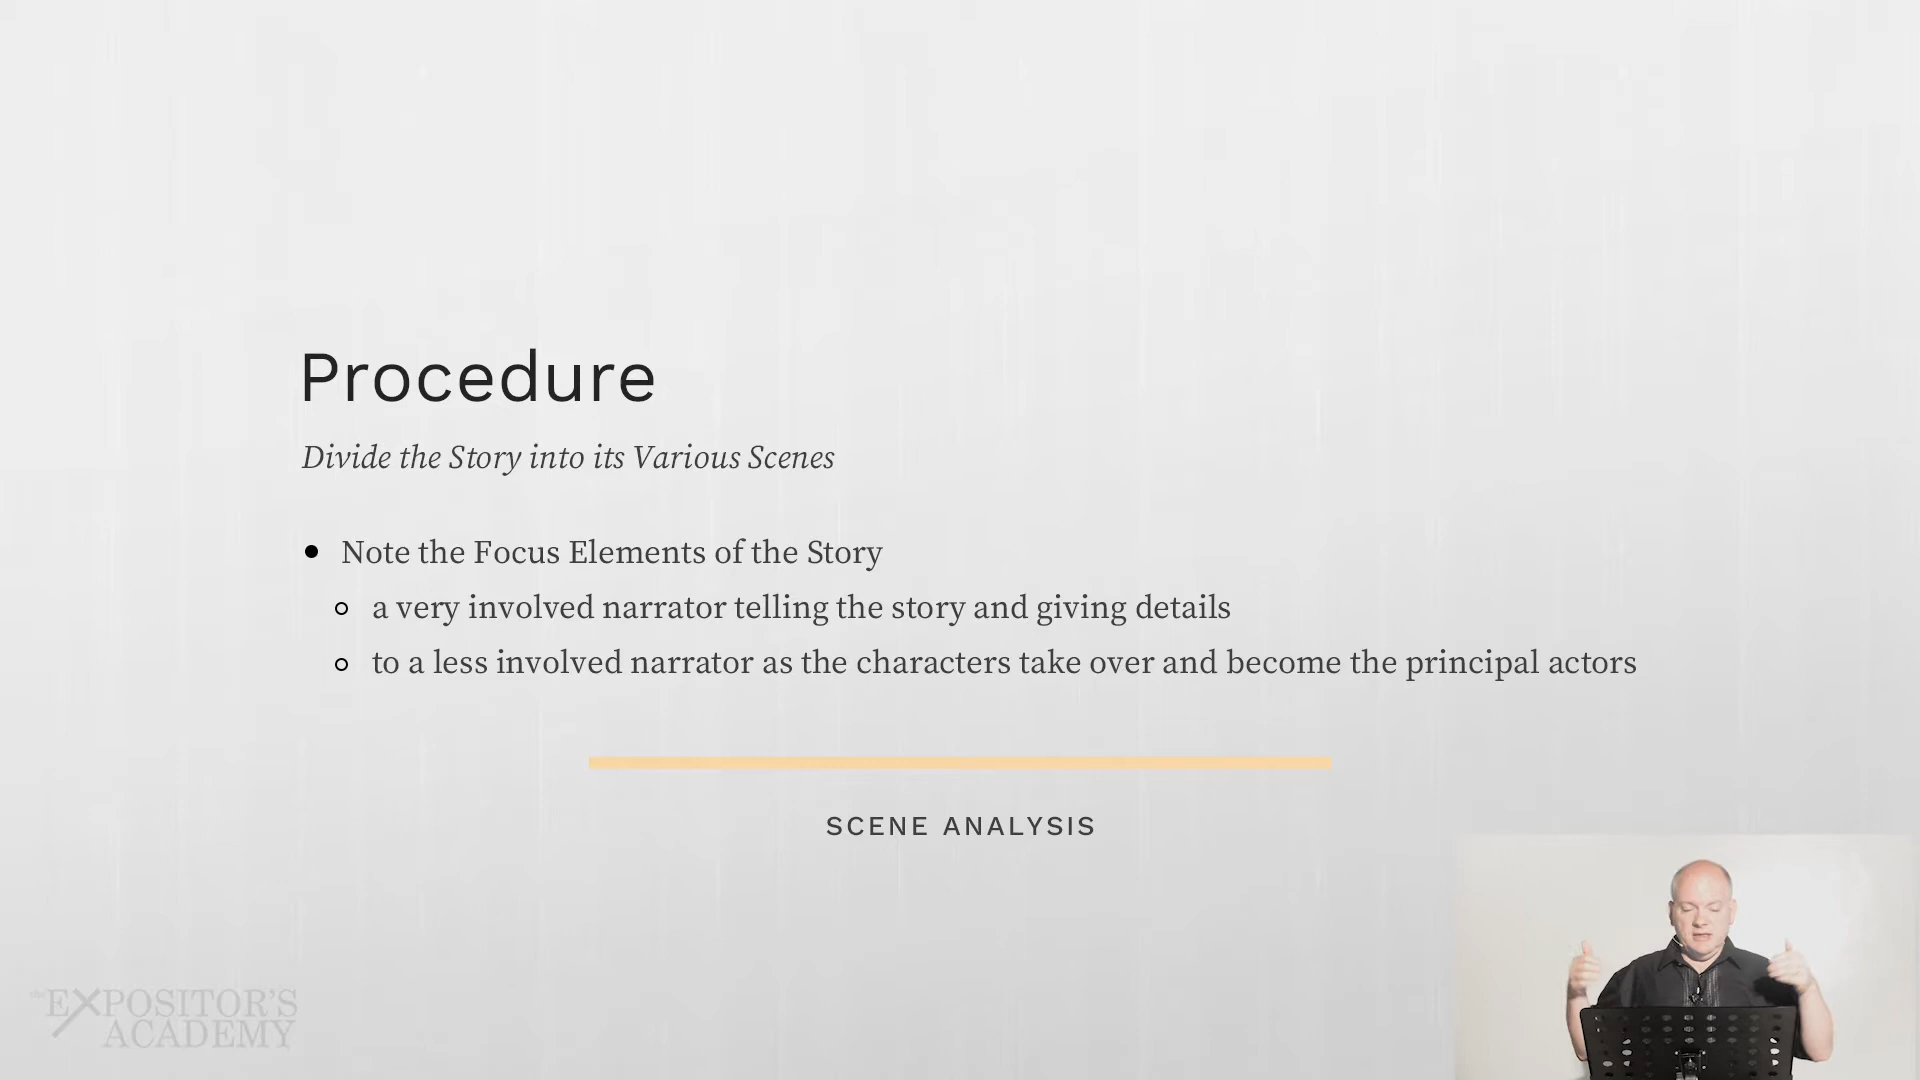 Procedure
Divide the Story into its Various Scenes
Note the Focus Elements of the Story
a very involved narrator telling the story and giving details
to a less involved narrator as the characters take over and become the principal actors
SCENE ANALYSIS
the EXPOSITOR'S
ACADEMY